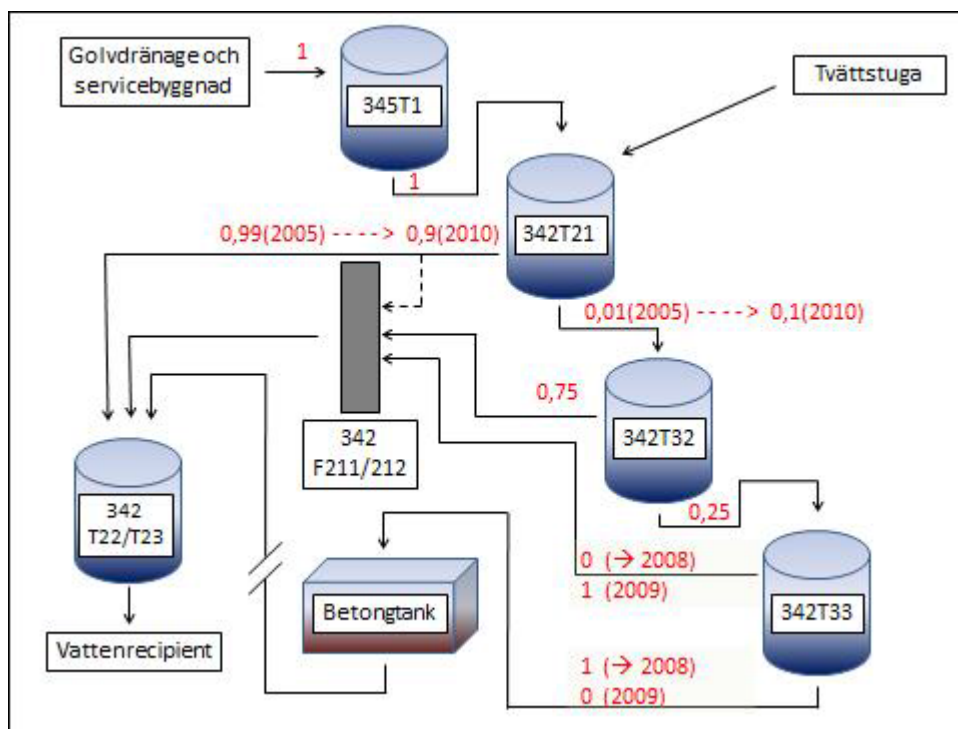 Golvdränage och
servicebyggnad
1
345T1
Tvättstuga
1
342T21
0,99(2005) - - - - > 0,9(2010)
0,01(2005) - - - - > 0,1(2010)
0,75
342T32
342
F211/212
0,25
342
T22/T23
0 (→ 2008)
1 (2009)
342T33
Betongtank
Vattenrecipient
1 (→ 2008)
0 (2009)